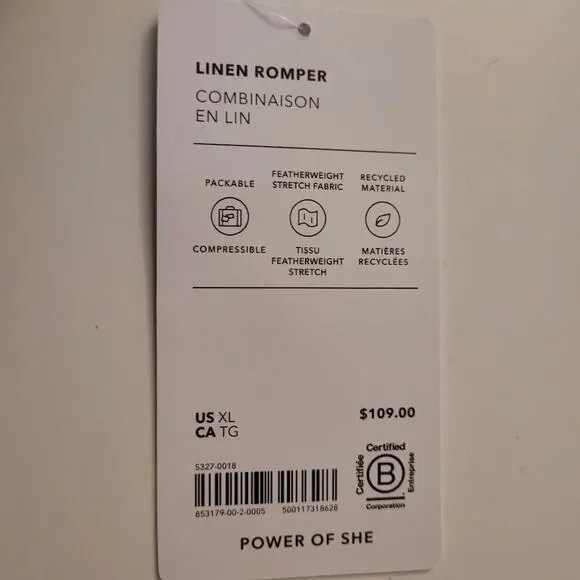 LINEN ROMPER
COMBINAISON
EN LIN
PACKABLE
COMPRESSIBLE
FEATHERWEIGHT
STRETCH FABRIC
TISSU
FEATHERWEIGHT
STRETCH
RECYCLED
MATERIAL
MATIÈRES
RECYCLÉES
US XL
CA TG
$109.00
5327-0018
853179-00-2-0005 500117318628
Certified
Certifiée
B
Entreprise
Corporation
POWER OF SHE